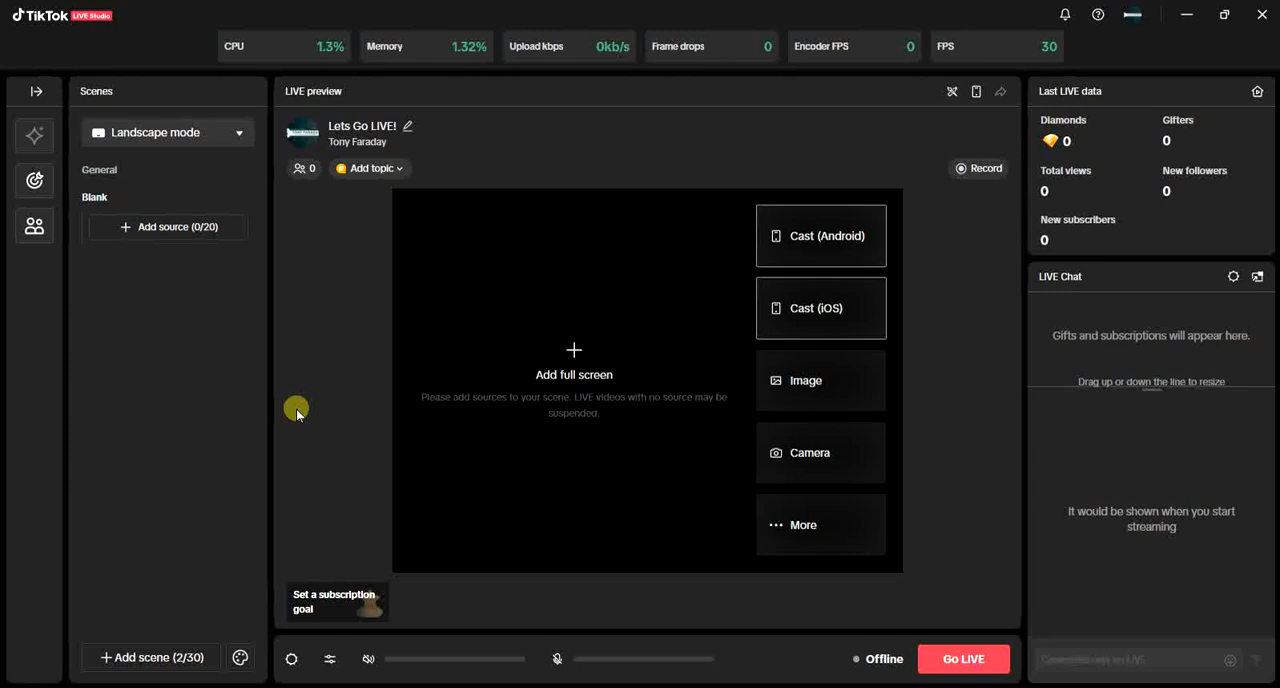 TikTok LIVE Studio
CPU 1.3%
Memory 1.32%
Upload kbps 0kb/s
Frame drops 0
Encoder FPS 0
FPS 30
Scenes
Landscape mode
General
Blank
Add source (0/20)
Add scene (2/30)
LIVE preview
Lets Go LIVE!
Tony Faraday
0
Add topic
Record
Add full screen
Please add sources to your scene. LIVE videos with no source may be
suspended.
Cast (Android)
Cast (iOS)
Image
Camera
More
Set a subscription
goal
Offline
Go LIVE
Last LIVE data
Diamonds
0
Gifters
0
Total views
0
New followers
0
New subscribers
0
LIVE Chat
Gifts and subscriptions will appear here.
Drag up or down the line to resize
It would be shown when you start
streaming